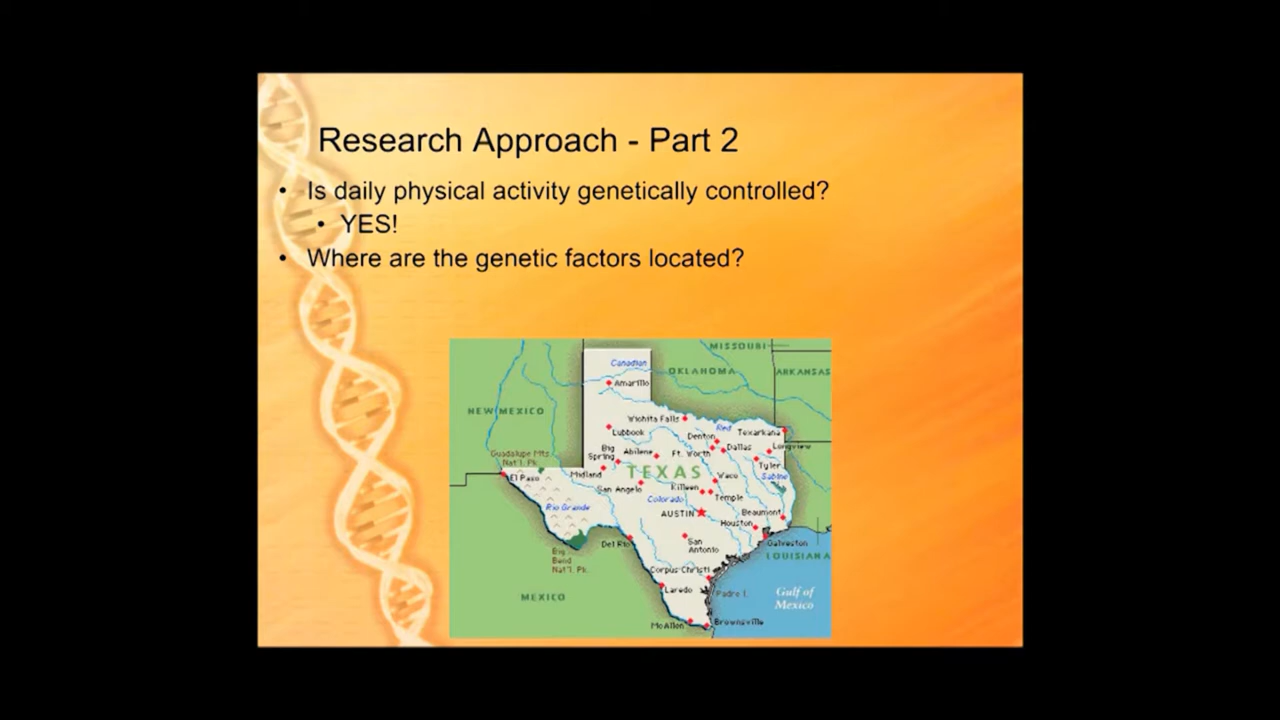 Research Approach - Part 2
• Is daily physical activity genetically controlled?
• YES!
• Where are the genetic factors located?
MISSOURI
Canadian
OKLAHOMA
ARKANSAS
Amarillo
NEW MEXICO
Wichita Falls
Red
Texarkana
Lubbock
Denton
Dallas
Longview
Big
Spring
Abilene
Ft. Worth
Guadalupe Mts.
Nat'l. Pk.
Tyler
TEXAS
Midland
Waco
Sabine
El Paso
San Angelo
Killeen
Temple
Colorado
Rio Grande
AUSTIN
Beaumont
Houston
Del Rio
San
Antonio
Galveston
LOUISIANA
Big
Bend
Nat'l. Pk.
Corpus Christi
Laredo
Padre I.
MEXICO
Gulf of
Mexico
McAllen
Brownsville